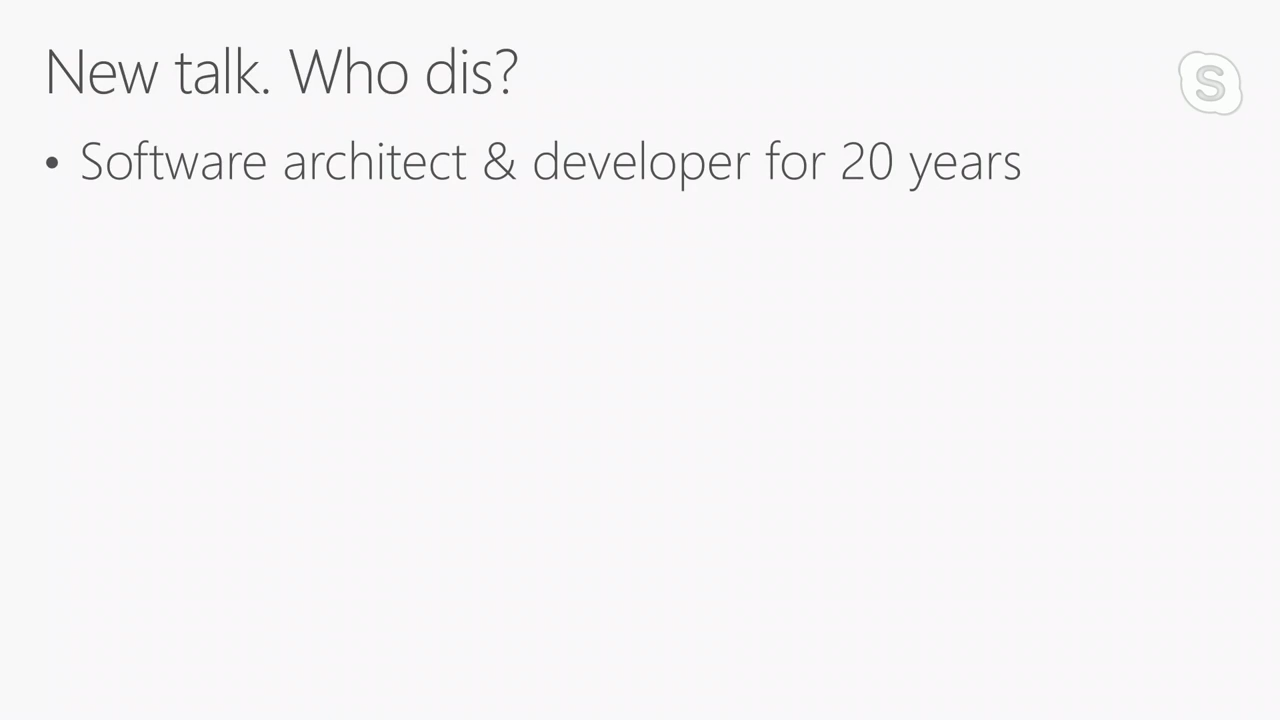 New talk. Who dis?
S
• Software architect & developer for 20 years